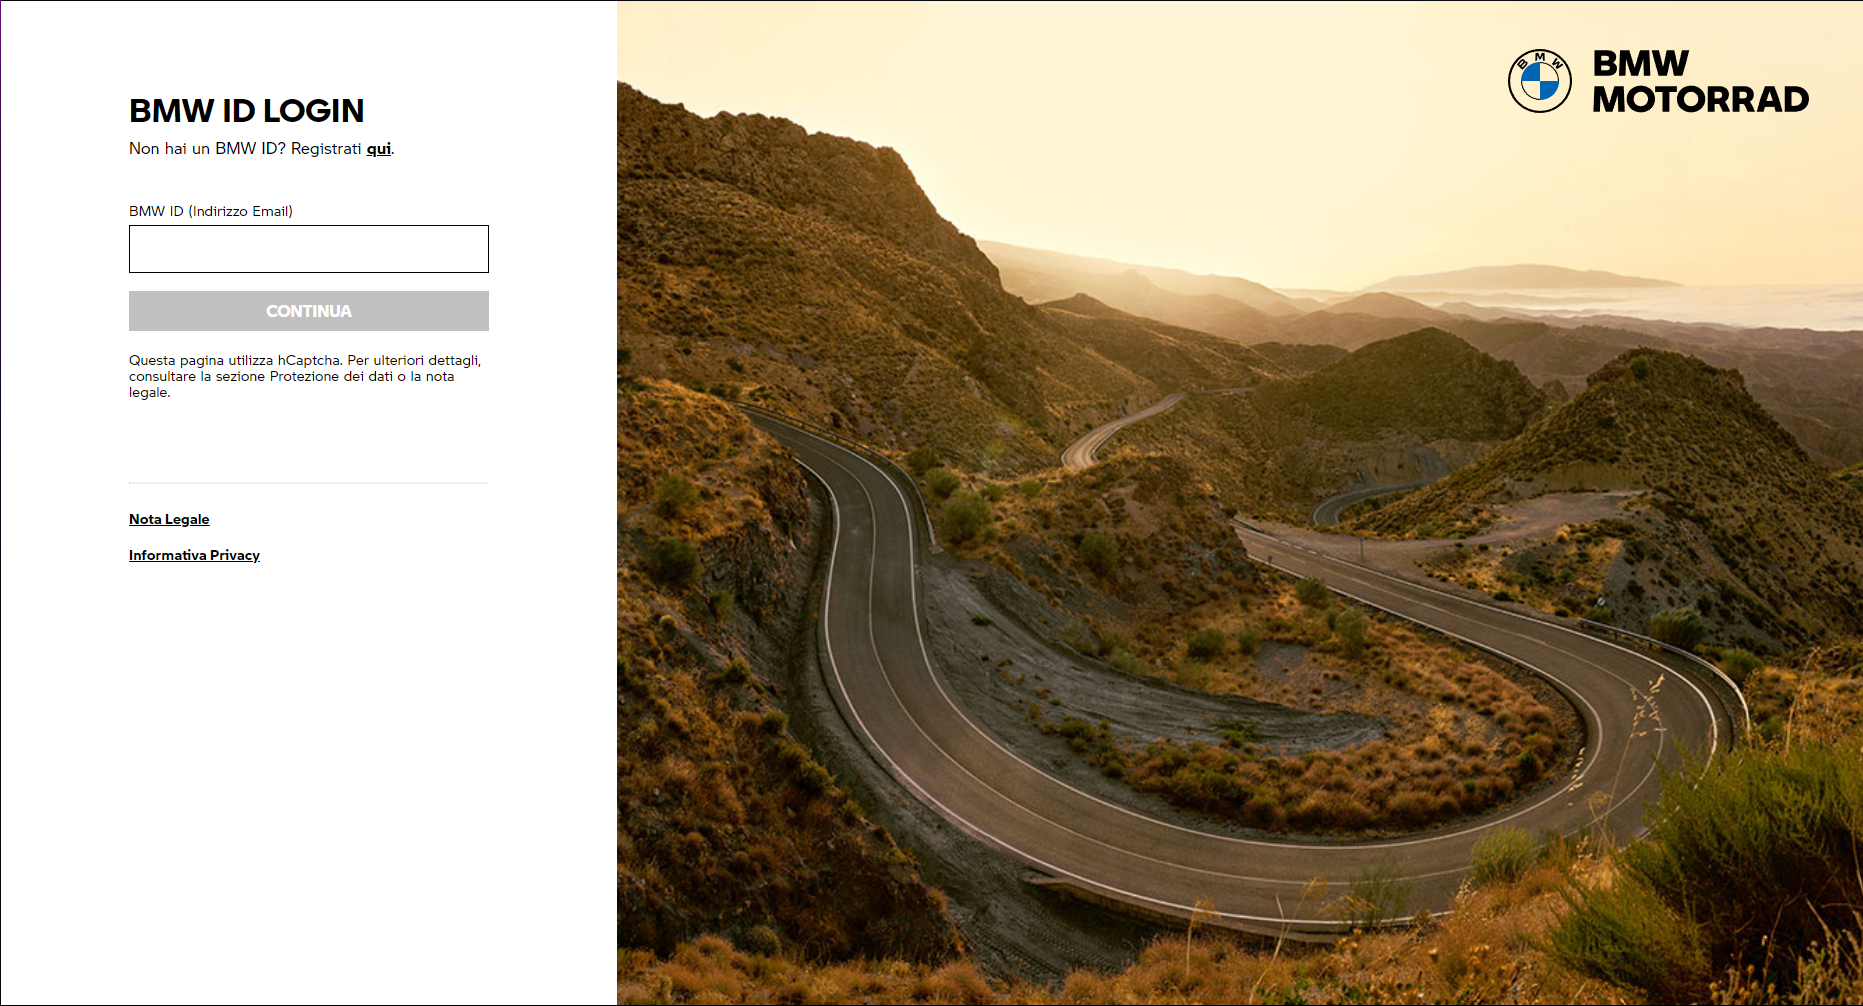 BMW ID LOGIN
Non hai un BMW ID? Registrati qui.
BMW ID (Indirizzo Email)
CONTINUA
Questa pagina utilizza hCaptcha. Per ulteriori dettagli,
consultare la sezione Protezione dei dati o la nota
legale.
Nota Legale
Informativa Privacy
BMW
BMW
MOTORRAD